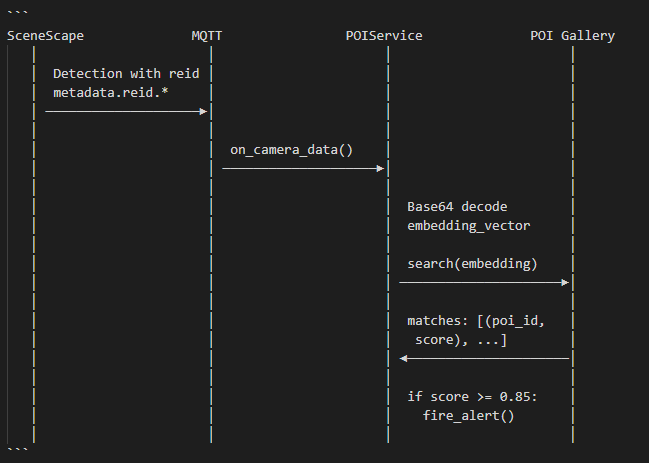 ```
SceneScape MQTT POIService POI Gallery
Detection with reid
metadata.reid.*
on_camera_data()
Base64 decode
embedding_vector
search(embedding)
matches: [(poi_id,
score), ...]
if score >= 0.85:
fire_alert()
```